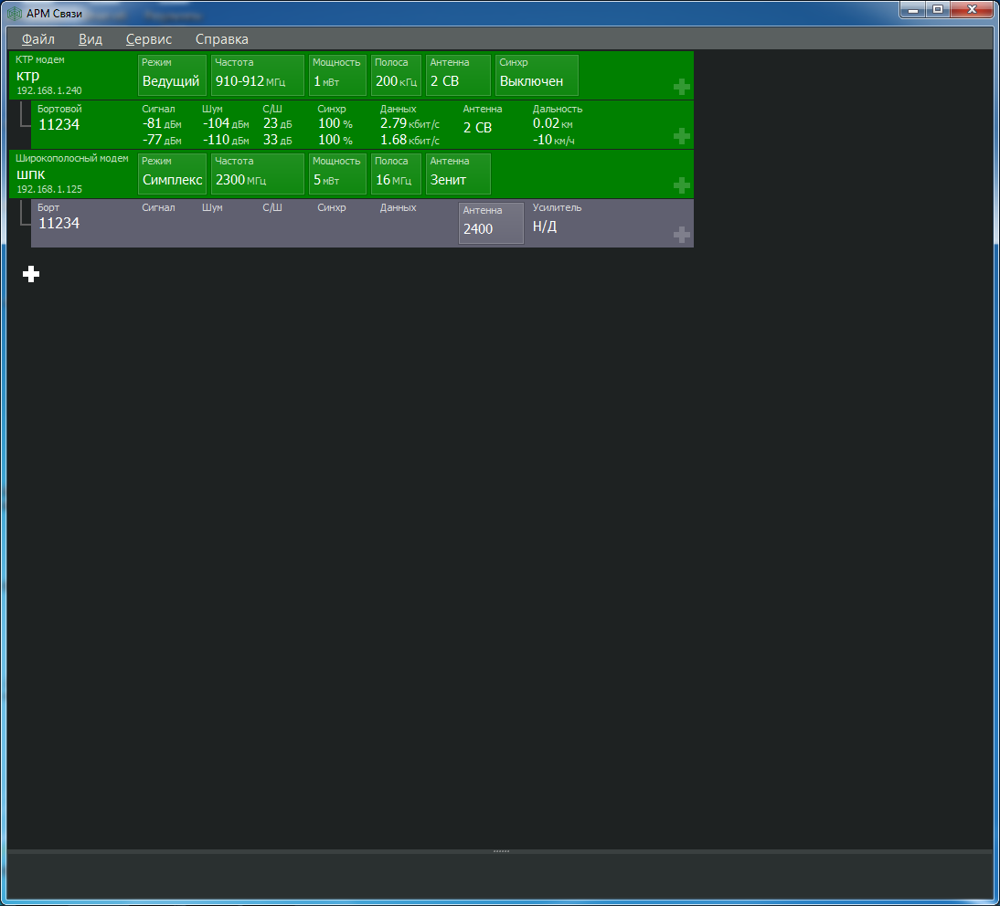 АРМ Связи
Файл Вид Сервис Справка
КТР модем
ктр
192.168.1.240
Режим Частота Мощность Полоса Антенна Синхр
Ведущий 910-912 МГц 1 мВт 200 кГц 2 СВ Выключен
Бортовой Сигнал Шум С/Ш Синхр Данных Антенна Дальность
11234 -81 дБм -104 дБм 23 дБ 100 % 2.79 кбит/с 2 СВ 0.02 км
-77 дБм -110 дБм 33 дБ 100 % 1.68 кбит/с -10 км/ч
Широкополосный модем
шпк
192.168.1.125
Режим Частота Мощность Полоса Антенна
Симплекс 2300 МГц 5 мВт 16 МГц Зенит
Борт Сигнал Шум С/Ш Синхр Данных Антенна Усилитель
11234 2400 Н/Д